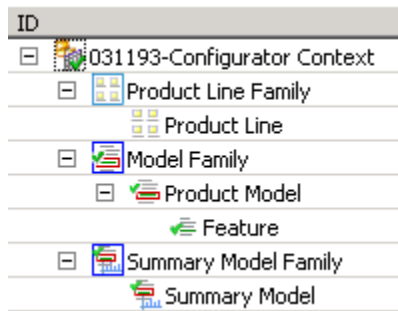 ID
031193-Configurator Context
Product Line Family
Product Line
Model Family
Product Model
Feature
Summary Model Family
Summary Model